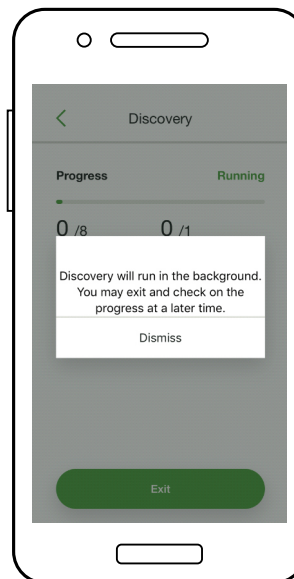 Discovery
Progress Running
0 /8 0 /1
Discovery will run in the background.
You may exit and check on the
progress at a later time.
Dismiss
Exit